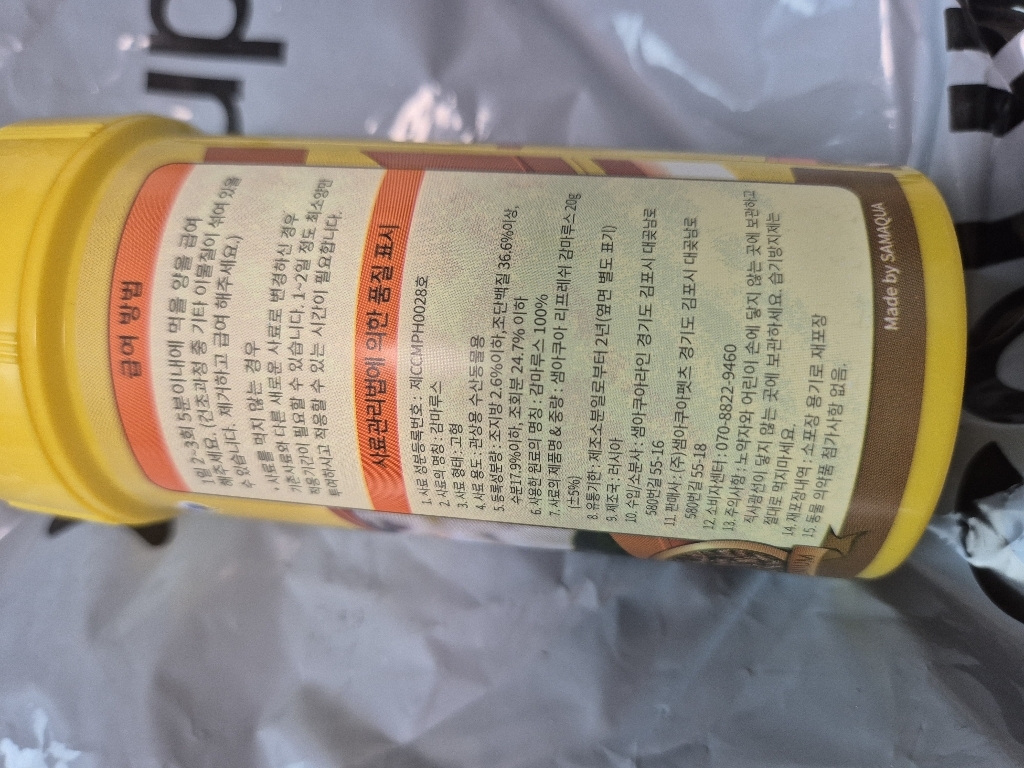 급여 방법
1일 2~3회 5분이내에 먹을 양을 급여
해주세요. (건조과정 중 기타 이물질이 섞여 있을
수 있습니다. 제거하고 급여 해주세요.)
* 사료를 먹지 않는 경우
기존사료와 다른 새로운 사료로 변경하신 경우
적응기간이 필요할 수 있습니다. 1~2일 정도 최소양만
투여하시고 적응할 수 있는 시간이 필요합니다.
사료관리법에 의한 품질 표시
1. 사료 성분등록번호 : 제CCMPH0028호
2. 사료의 명칭 : 감마루스
3. 사료 형태 : 고형
4. 사료 용도 : 관상용 수산동물용
5. 등록성분량 : 조지방 2.6%이하, 조단백질 36.6%이상,
수분17.9%이하, 조회분 24.7% 이하
6. 사용한 원료의 명칭 : 감마루스 100%
7. 사료의 제품명 & 중량 : 샘아쿠아 리프레쉬 감마루스 20g
(±5%)
8. 유통기한 : 제조소분일로부터 2년(옆면 별도 표기)
9. 제조국 : 러시아
10. 수입/소분사 : 샘아쿠아라인 경기도 김포시 대곶남로
580번길 55-16
11. 판매사 : (주)샘아쿠아펫츠 경기도 김포시 대곶남로
580번길 55-18
12 소비자센터 : 070-8822-9460
13. 주의사항 : 노약자와 어린이 손에 닿지 않는 곳에 보관하고
직사광선이 닿지 않는 곳에 보관하세요. 습기방지제는
절대로 먹지마세요.
14. 재포장내역 : 소포장 용기로 재포장
15. 동물 의약품 첨가사항 없음.
Made by SAMAQUA
up